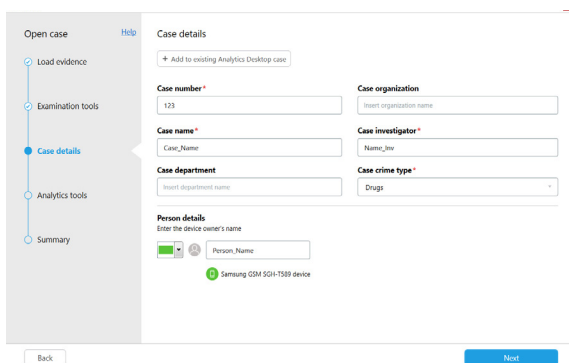 Open case
Help
Load evidence
Examination tools
Case details
Analytics tools
Summary
Case details
+ Add to existing Analytics Desktop case
Case number*
Case organization
123
Insert organization name
Case name*
Case investigator*
Case_Name
Name_Inv
Case department
Case crime type*
Insert department name
Drugs
Person details
Enter the device owner's name
Person_Name
Samsung GSM SGH-T589 device
Back
Next